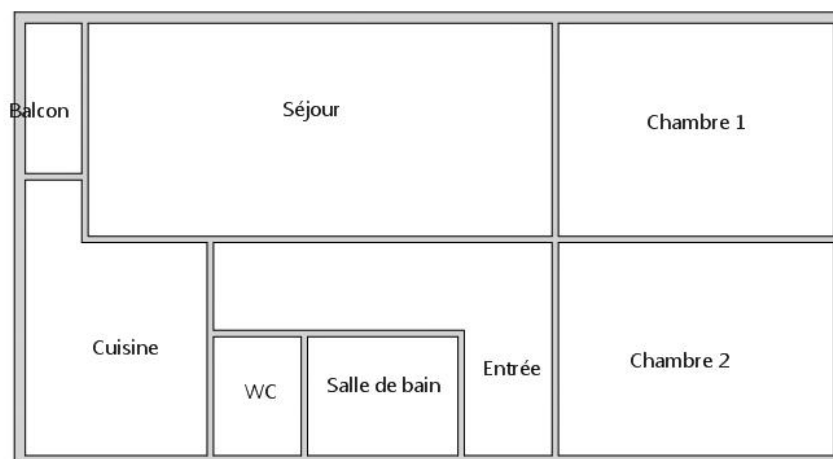 Balcon
Séjour
Chambre 1
Cuisine
WC
Salle de bain
Entrée
Chambre 2